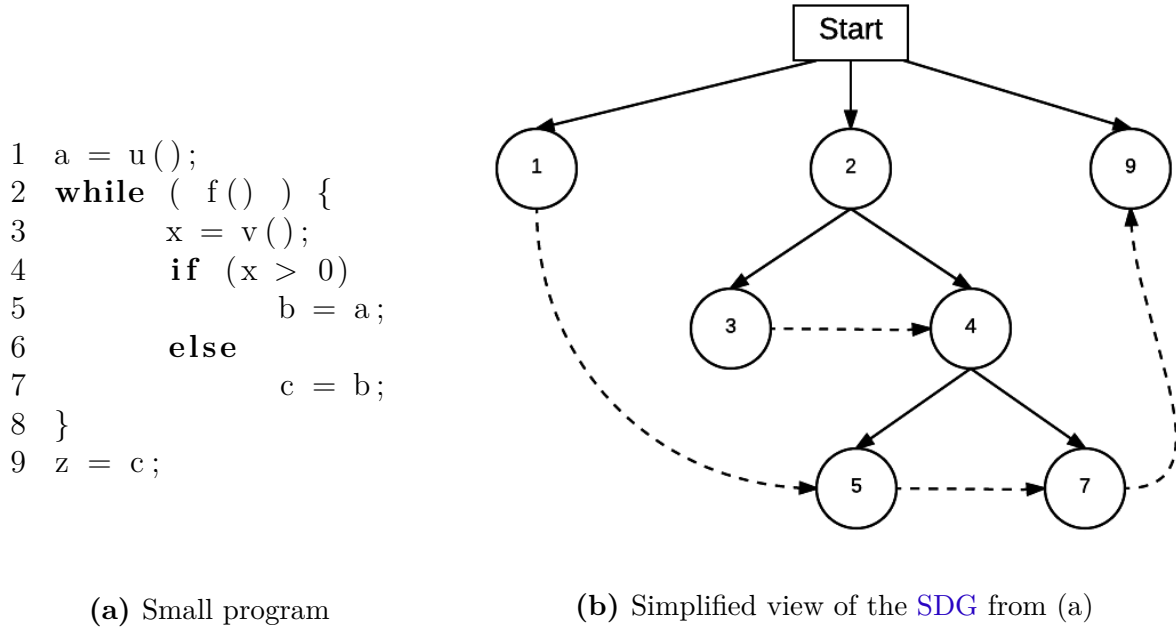 1 a = u();
2 while ( f() ) {
3 x = v();
4 if (x > 0)
5 b = a;
6 else
7 c = b;
8 }
9 z = c;
(a) Small program
Start
1 2 9
3 4
5 7
(b) Simplified view of the SDG from (a)